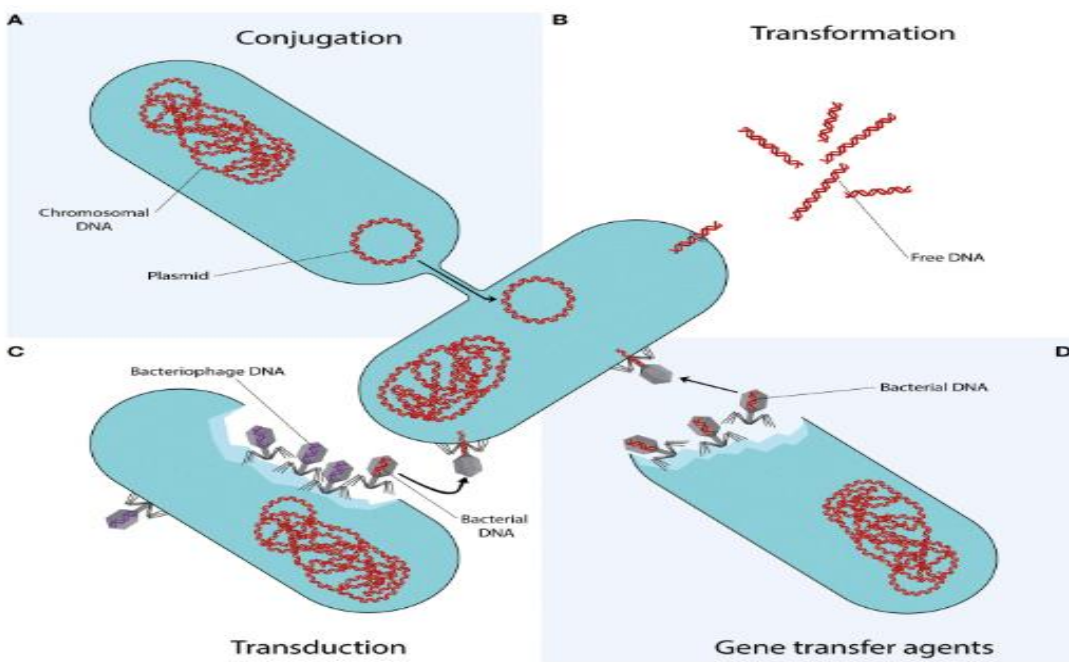 A
Conjugation
Chromosomal
DNA
Plasmid
B
Transformation
Free DNA
C
Bacteriophage DNA
Bacterial
DNA
Transduction
D
Bacterial DNA
Gene transfer agents